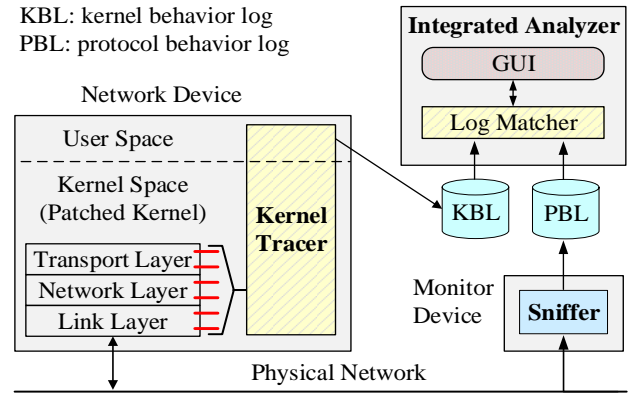 KBL: kernel behavior log
PBL: protocol behavior log
Integrated Analyzer
GUI
Log Matcher
Network Device
User Space
Kernel Space
(Patched Kernel)
Kernel
Tracer
KBL
PBL
Transport Layer
Network Layer
Link Layer
Monitor
Device
Sniffer
Physical Network